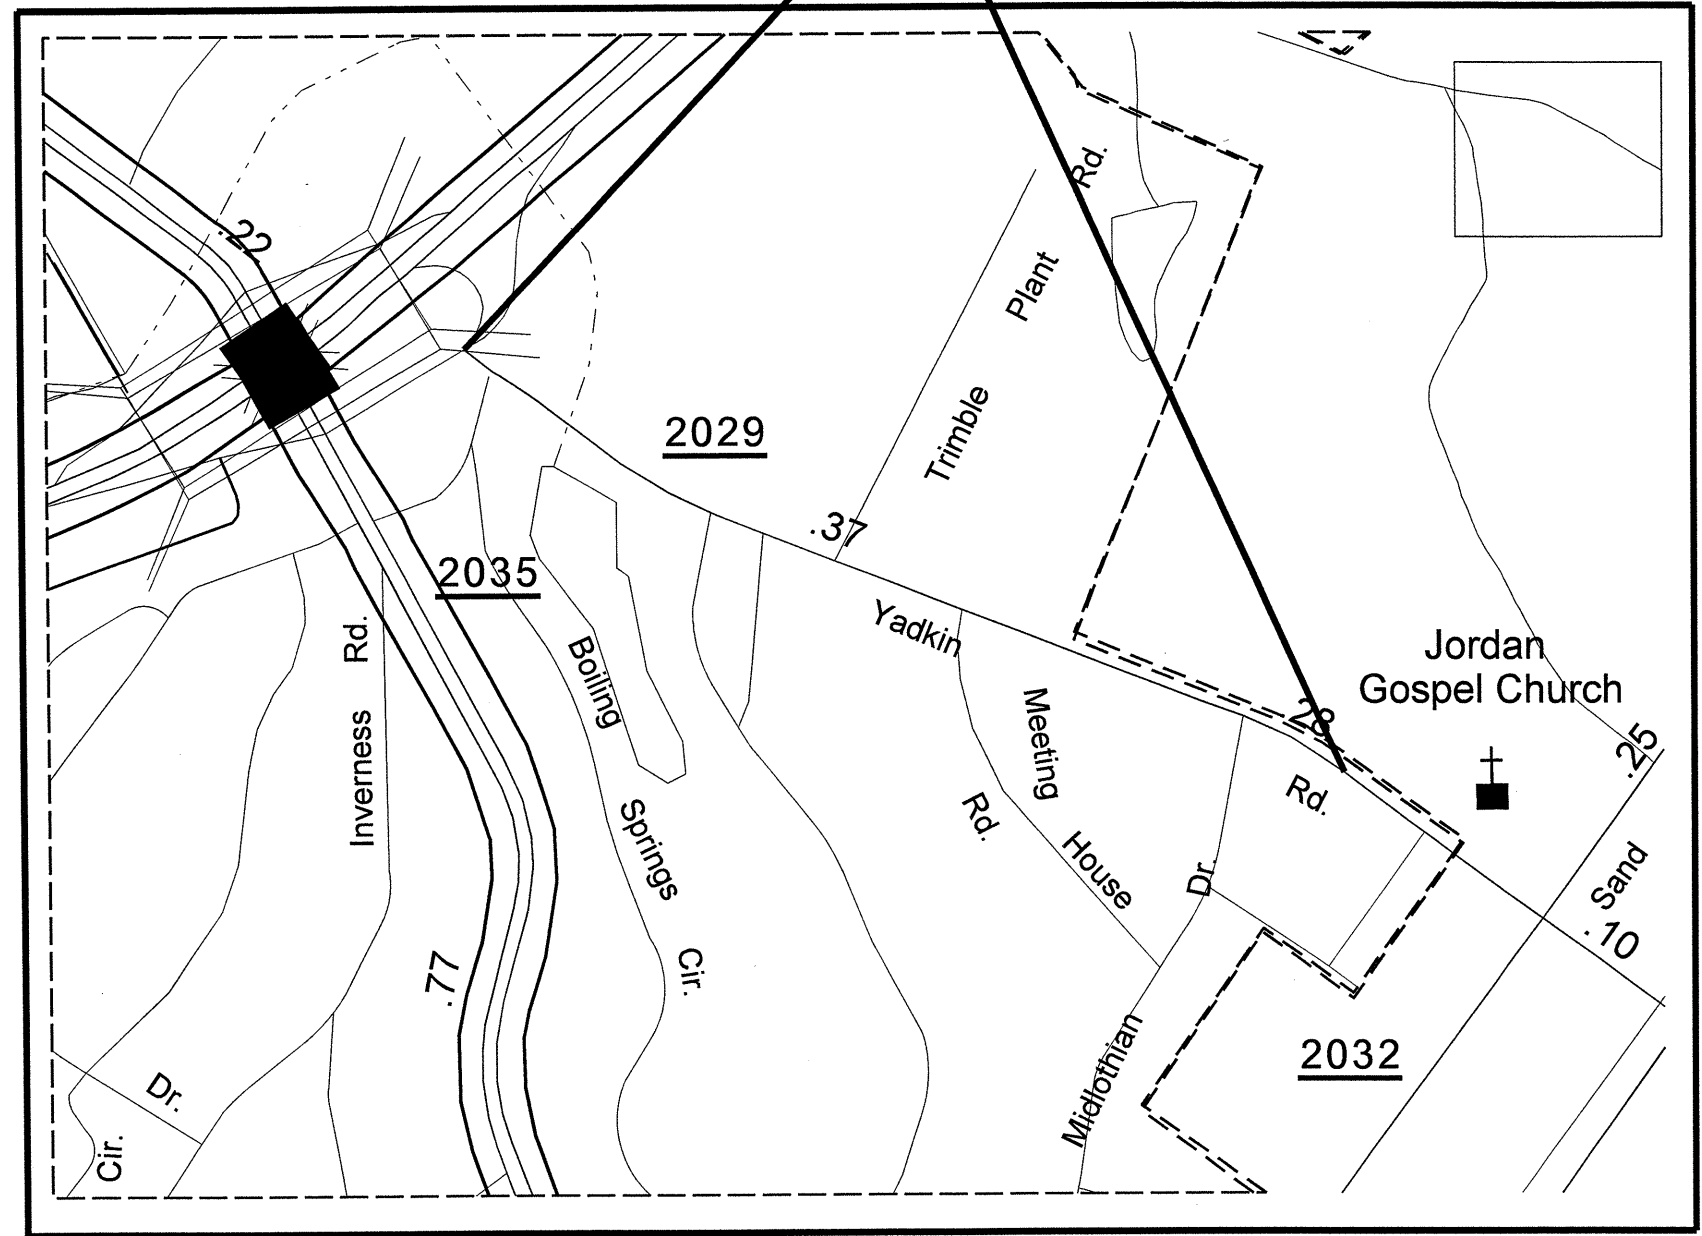 .22
Rd.
Plant
Trimble
2029
.37
2035
Yadkin
Rd.
Inverness
Boiling
Springs
Cir.
.77
Meeting
House
Rd.
.28
Rd.
Jordan
Gospel Church
.25
Sand
.10
Dr.
Midlothian
2032
Dr.
Cir.